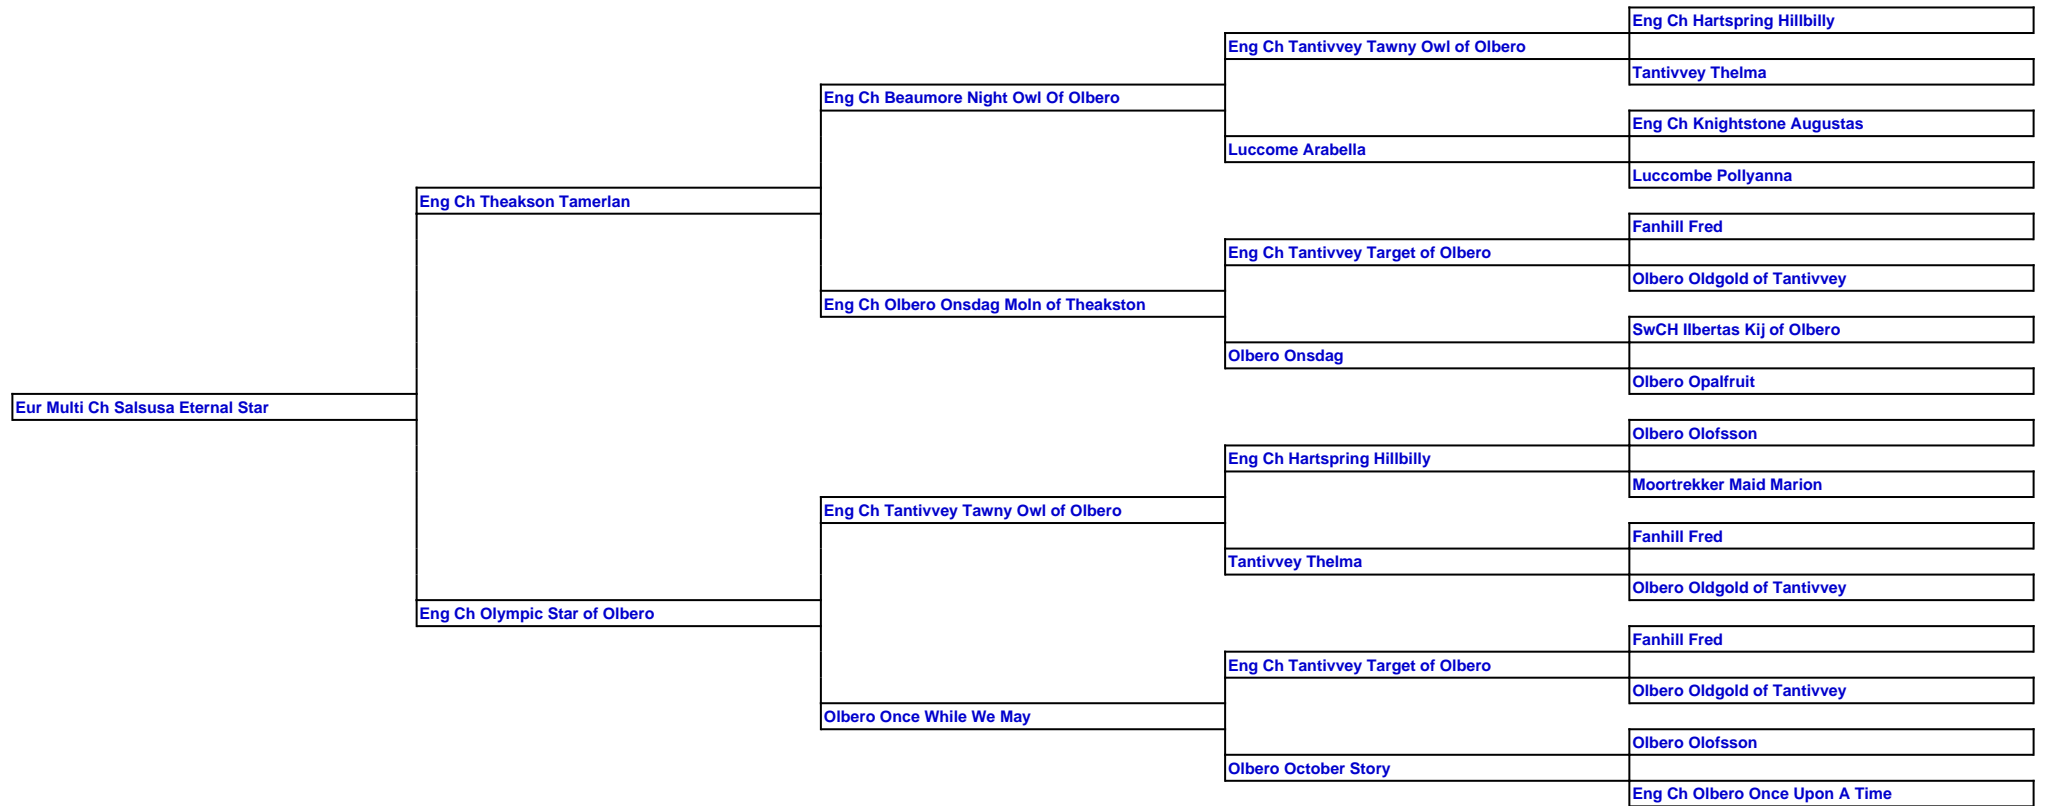 Eng Ch Hartspring Hillbilly
Eng Ch Tantivvey Tawny Owl of Olbero
Tantivvey Thelma
Eng Ch Beaumore Night Owl Of Olbero
Eng Ch Knightstone Augustas
Luccome Arabella
Luccombe Pollyanna
Eng Ch Theakson Tamerlan
Fanhill Fred
Eng Ch Tantivvey Target of Olbero
Olbero Oldgold of Tantivvey
Eng Ch Olbero Onsdag Moln of Theakston
SwCH Ilbertas Kij of Olbero
Olbero Onsdag
Olbero Opalfruit
Eur Multi Ch Salsusa Eternal Star
Olbero Olofsson
Eng Ch Hartspring Hillbilly
Moortrekker Maid Marion
Eng Ch Tantivvey Tawny Owl of Olbero
Fanhill Fred
Tantivvey Thelma
Olbero Oldgold of Tantivvey
Eng Ch Olympic Star of Olbero
Fanhill Fred
Eng Ch Tantivvey Target of Olbero
Olbero Oldgold of Tantivvey
Olbero Once While We May
Olbero Olofsson
Olbero October Story
Eng Ch Olbero Once Upon A Time